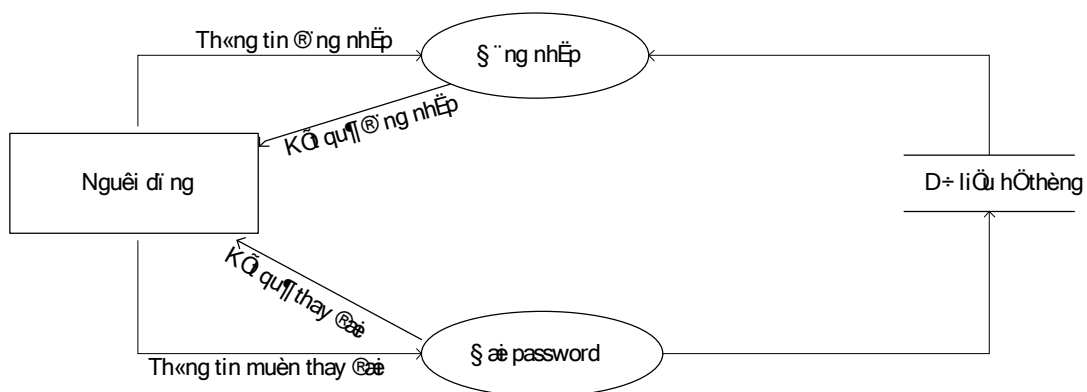 Th«ng tin ®¨ng nhËp
§¨ng nhËp
KÕt qu¶ ®¨ng nhËp
Nguêi dïng
D÷ liÖu hÖ thèng
KÕt qu¶ thay ®æi
§æi password
Th«ng tin muèn thay ®æi